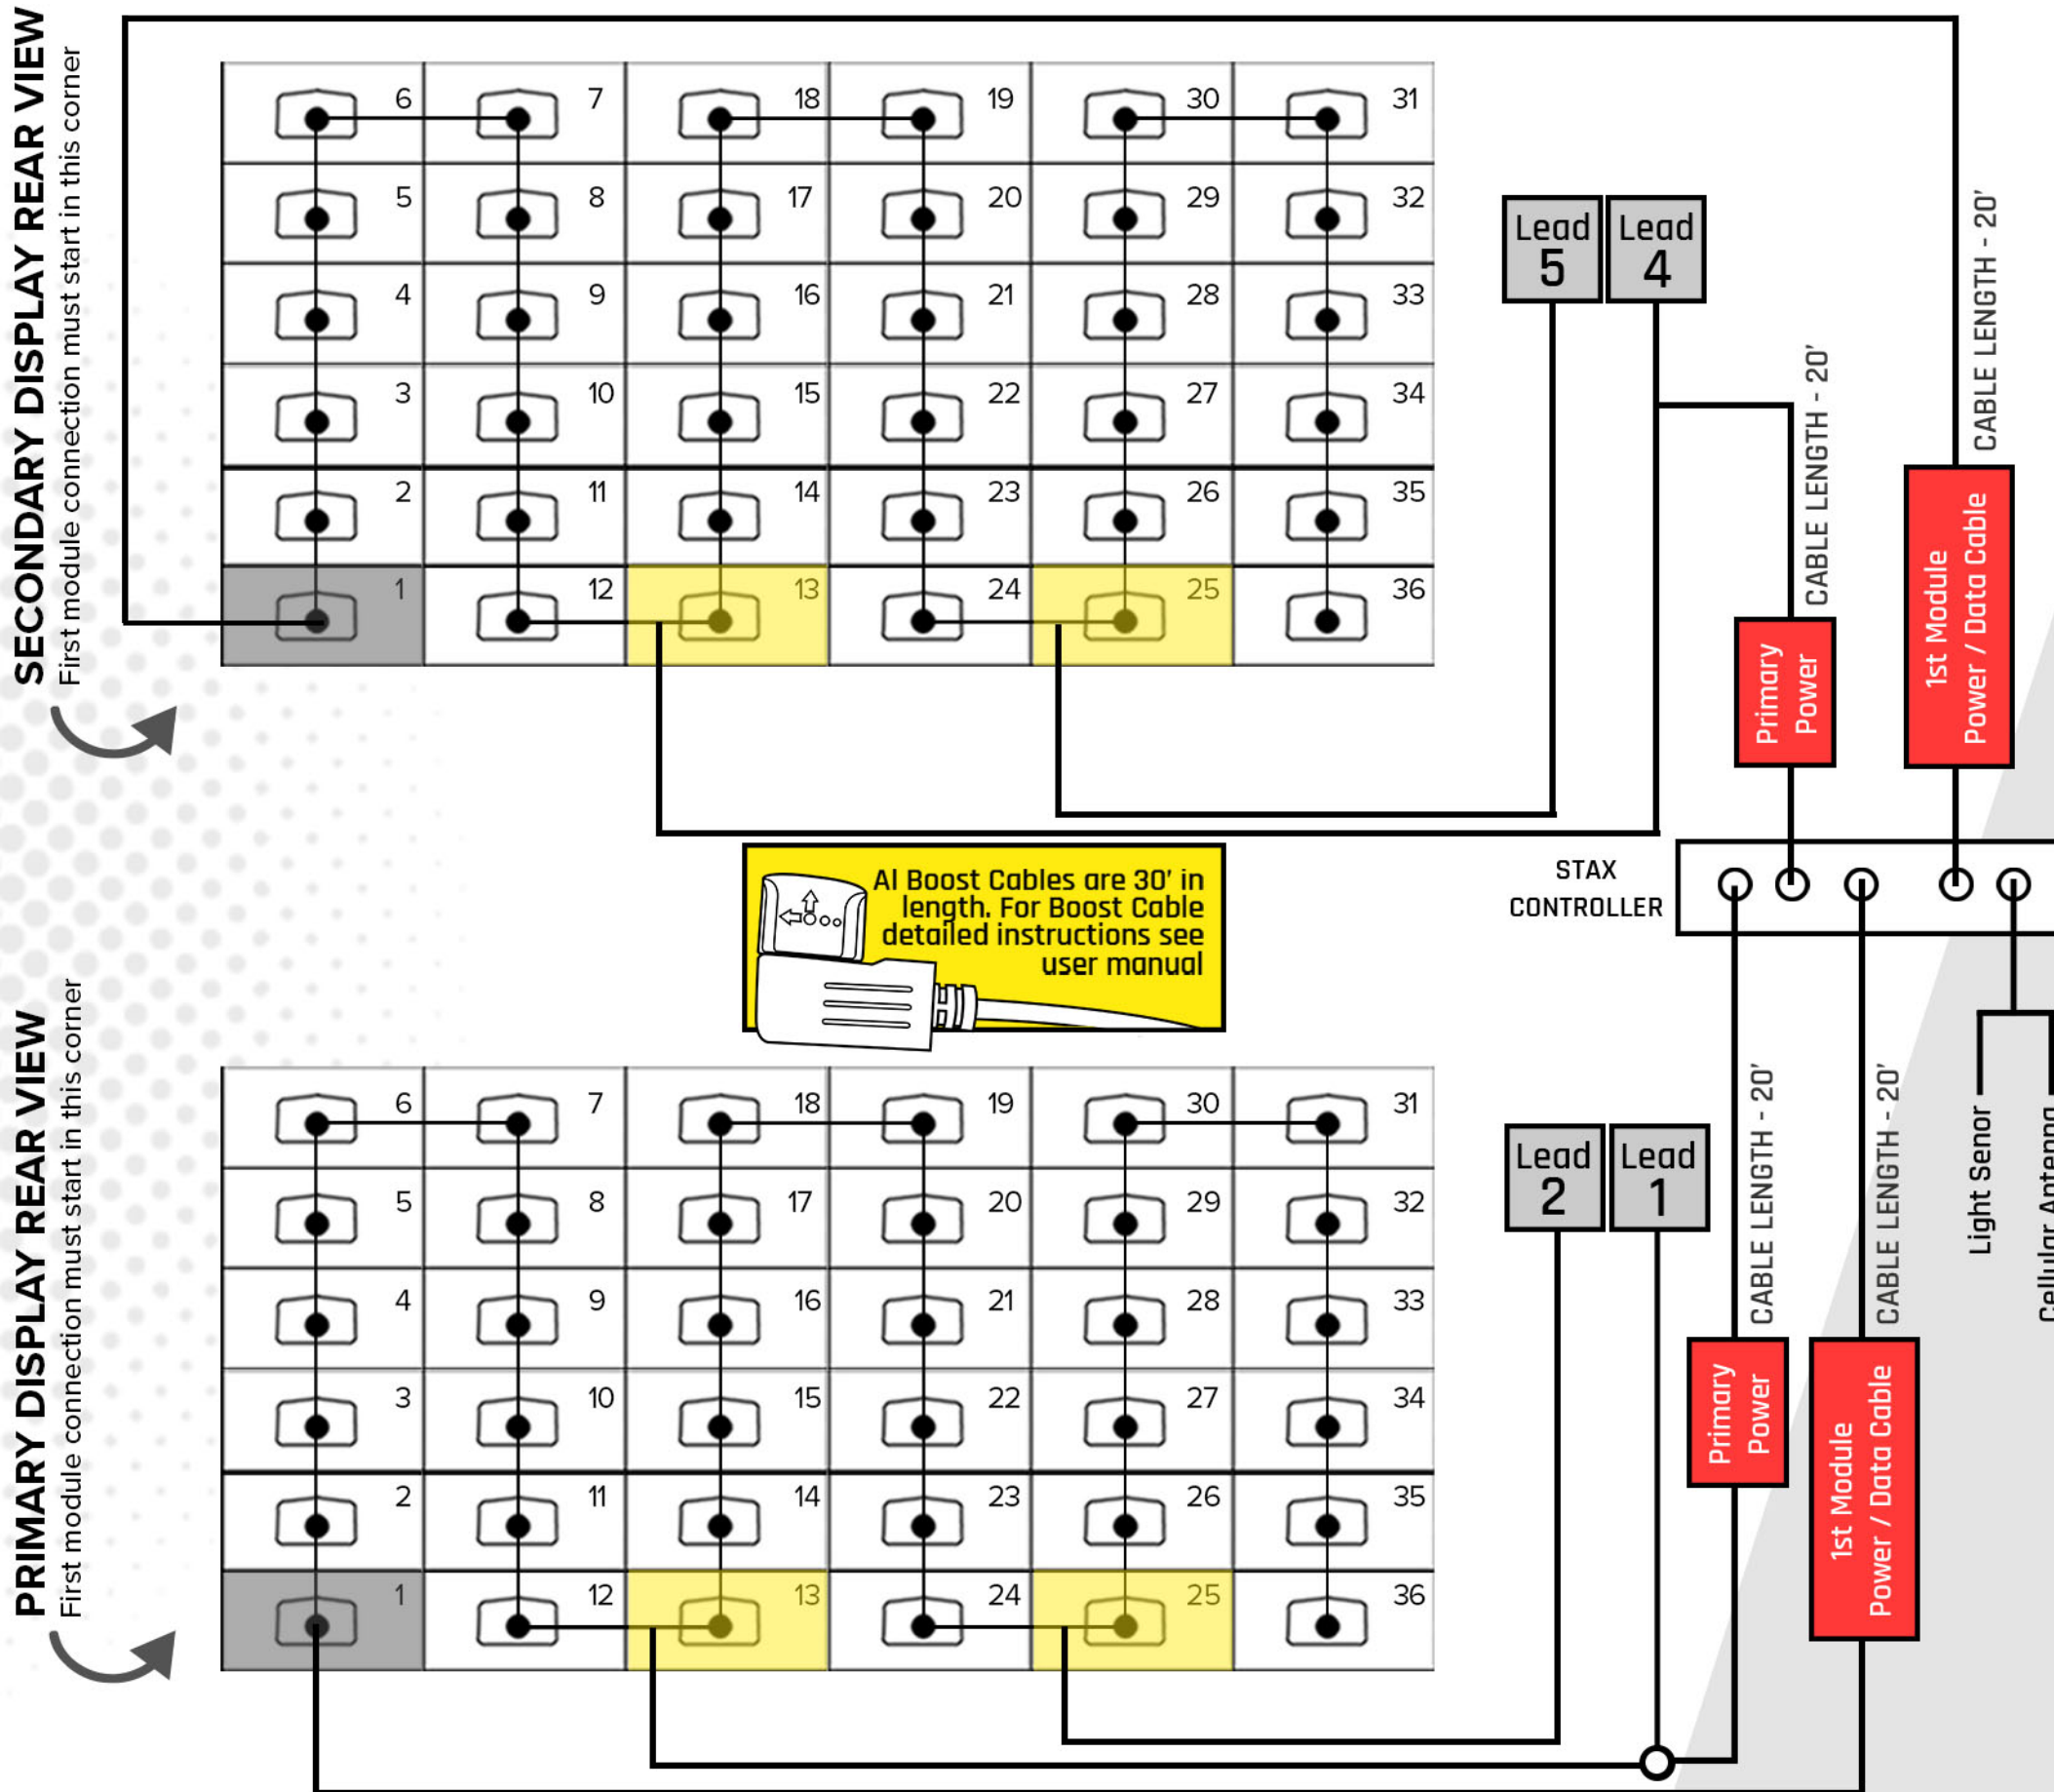 SECONDARY DISPLAY REAR VIEW
First module connection must start in this corner
6 7 18 19 30 31
5 8 17 20 29 32
4 9 16 21 28 33
3 10 15 22 27 34
2 11 14 23 26 35
1 12 13 24 25 36
Lead
5
Lead
4
CABLE LENGTH - 20'
CABLE LENGTH - 20'
Primary
Power
1st Module
Power / Data Cable
Al Boost Cables are 30' in
length. For Boost Cable
detailed instructions see
user manual
STAX
CONTROLLER
PRIMARY DISPLAY REAR VIEW
First module connection must start in this corner
6 7 18 19 30 31
5 8 17 20 29 32
4 9 16 21 28 33
3 10 15 22 27 34
2 11 14 23 26 35
1 12 13 24 25 36
Lead
2
Lead
1
CABLE LENGTH - 20'
CABLE LENGTH - 20'
Primary
Power
1st Module
Power / Data Cable
Light Senor
Cellular Antenna